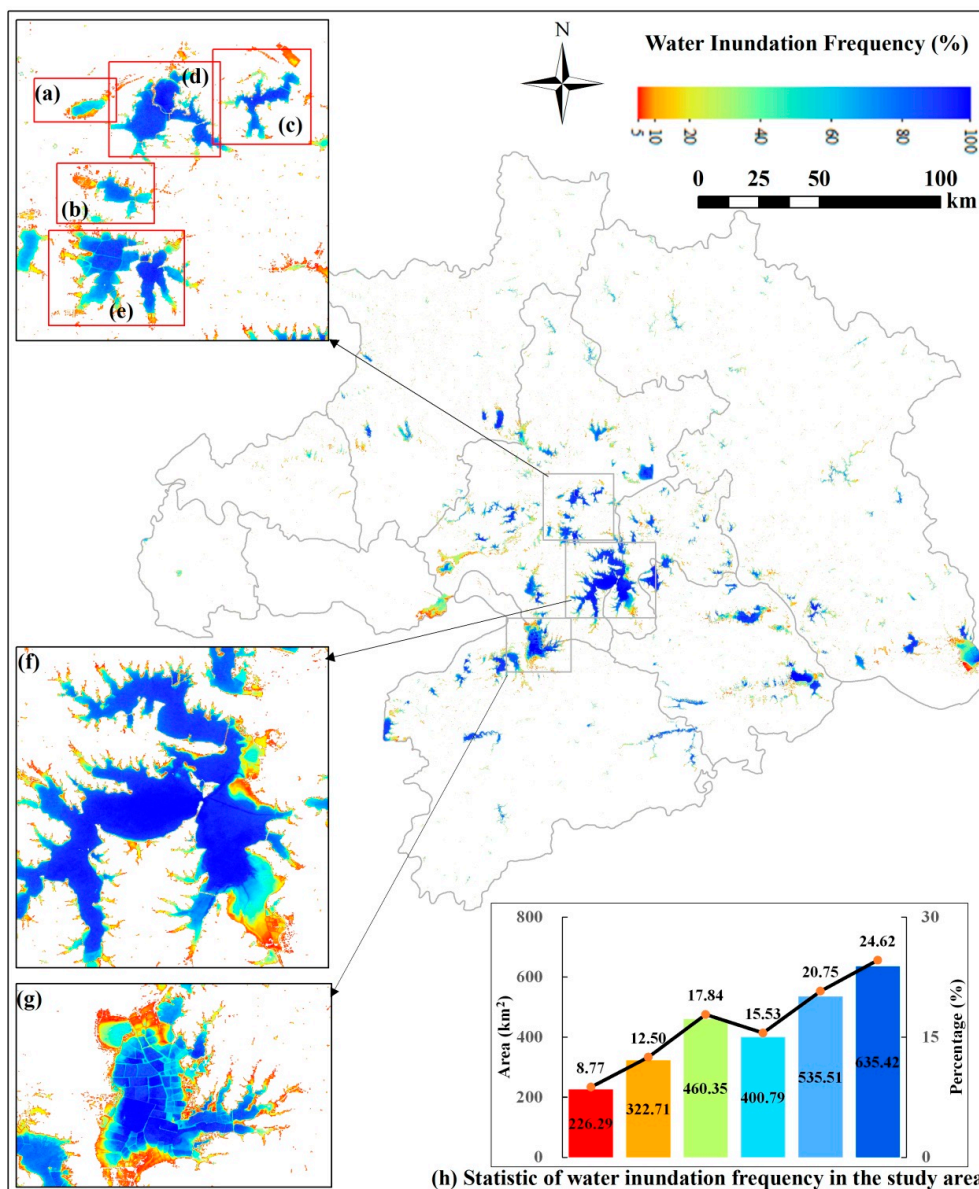 (a)
(d)
(c)
(b)
(e)
N
Water Inundation Frequency (%)
5 10 20 40 60 80 100
0 25 50 100
km
(f)
(g)
800
600
400
200
0
Area (km²)
30
15
0
Percentage (%)
8.77
12.50
17.84
15.53
20.75
24.62
226.29
322.71
460.35
400.79
535.51
635.42
(h) Statistic of water inundation frequency in the study area